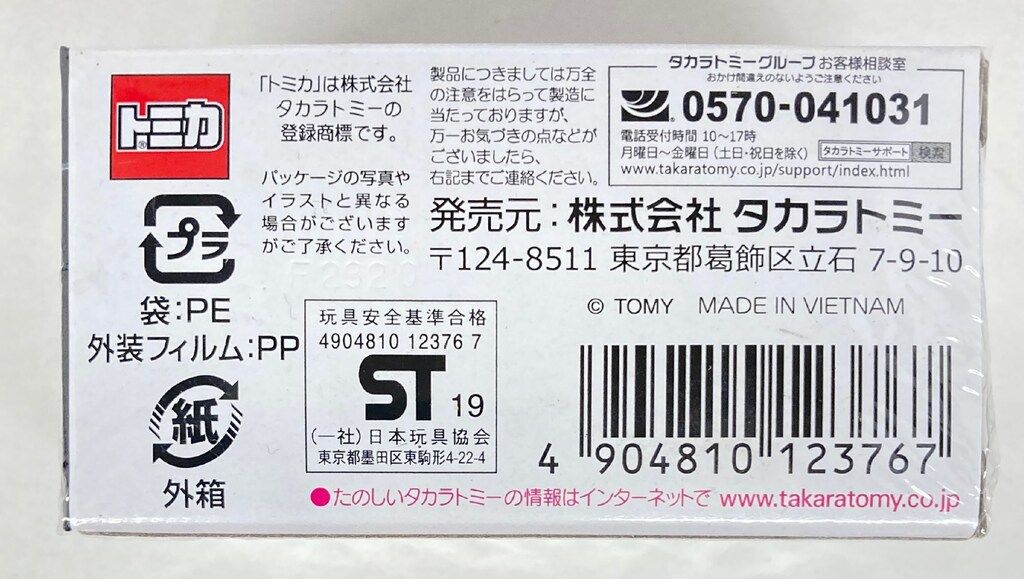 トミカ
®
「トミカ」は株式会社
タカラトミーの
登録商標です。
パッケージの写真や
イラストと異なる
場合がございます
がご了承ください。
製品につきましては万全
の注意をはらって製造に
当たっておりますが、
万一お気づきの点などが
ございましたら、
右記までご連絡ください。
タカラトミーグループ お客様相談室
おかけ間違えのないようご注意ください
0570-041031
電話受付時間 10〜17時
月曜日〜金曜日(土日・祝日を除く) タカラトミーサポート 検索
www.takaratomy.co.jp/support/index.html
発売元:株式会社 タカラトミー
〒124-8511 東京都葛飾区立石 7-9-10
© TOMY MADE IN VIETNAM
プラ
袋:PE
外装フィルム:PP
紙
外箱
玩具安全基準合格
4904810 12376 7
ST 19
(一社)日本玩具協会
東京都墨田区東駒形4-22-4
4 904810 123767
●たのしいタカラトミーの情報はインターネットで www.takaratomy.co.jp